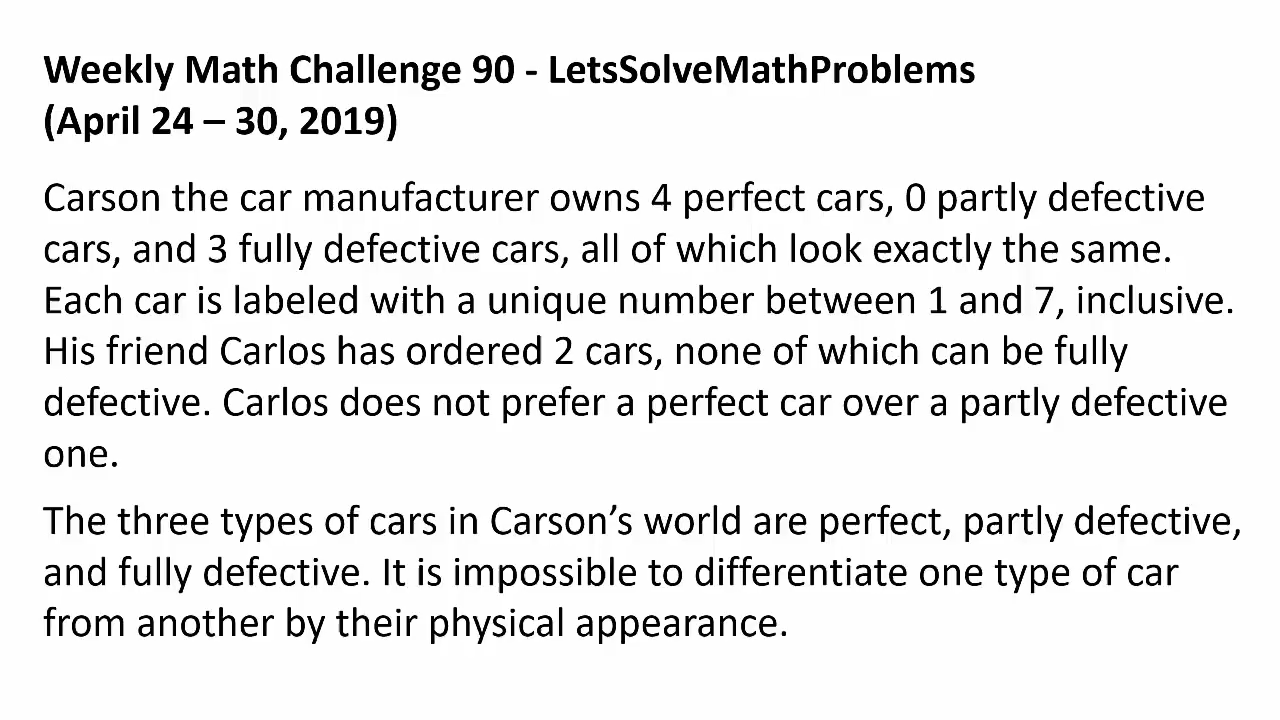 Weekly Math Challenge 90 - LetsSolveMathProblems
(April 24 – 30, 2019)
Carson the car manufacturer owns 4 perfect cars, 0 partly defective
cars, and 3 fully defective cars, all of which look exactly the same.
Each car is labeled with a unique number between 1 and 7, inclusive.
His friend Carlos has ordered 2 cars, none of which can be fully
defective. Carlos does not prefer a perfect car over a partly defective
one.
The three types of cars in Carson’s world are perfect, partly defective,
and fully defective. It is impossible to differentiate one type of car
from another by their physical appearance.